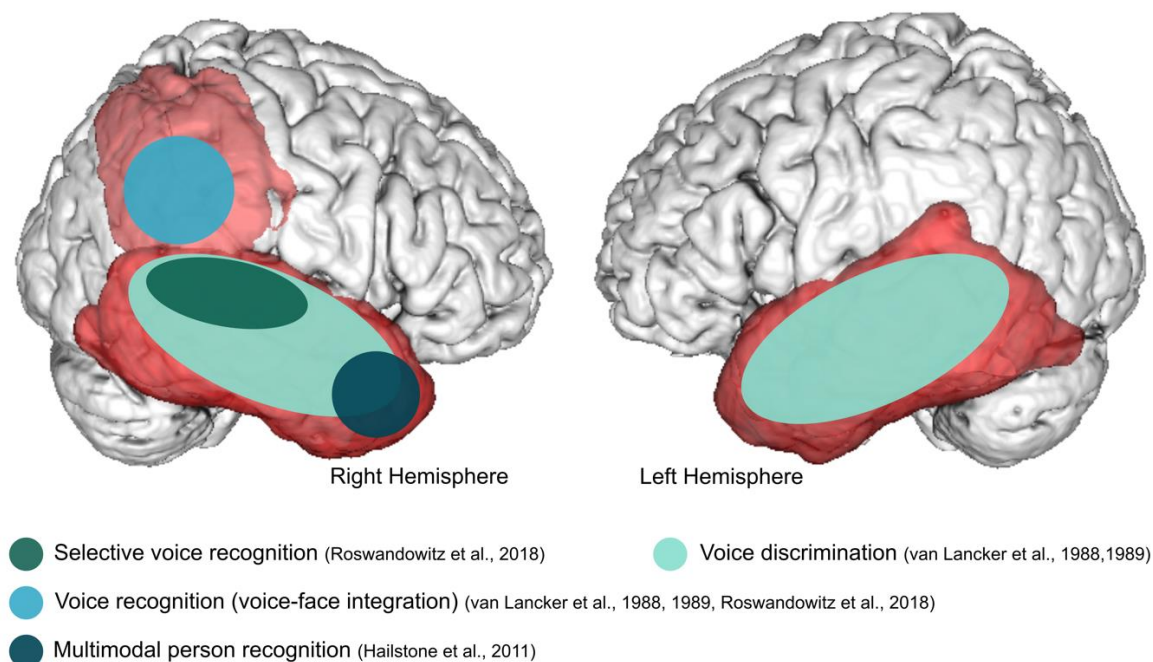 Right Hemisphere
Left Hemisphere
Selective voice recognition (Roswandowitz et al., 2018)
Voice discrimination (van Lancker et al., 1988,1989)
Voice recognition (voice-face integration) (van Lancker et al., 1988, 1989, Roswandowitz et al., 2018)
Multimodal person recognition (Hailstone et al., 2011)